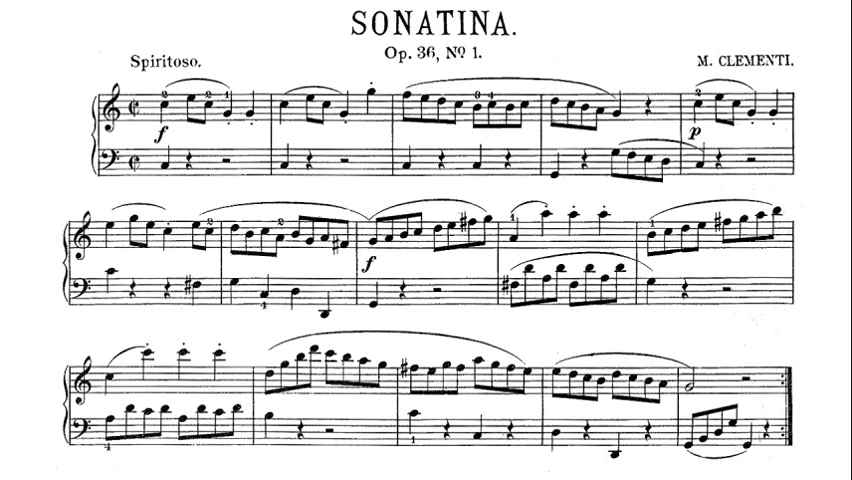 SONATINA.
Op. 36, No 1.
Spiritoso.
M. CLEMENTI.
f
p
f